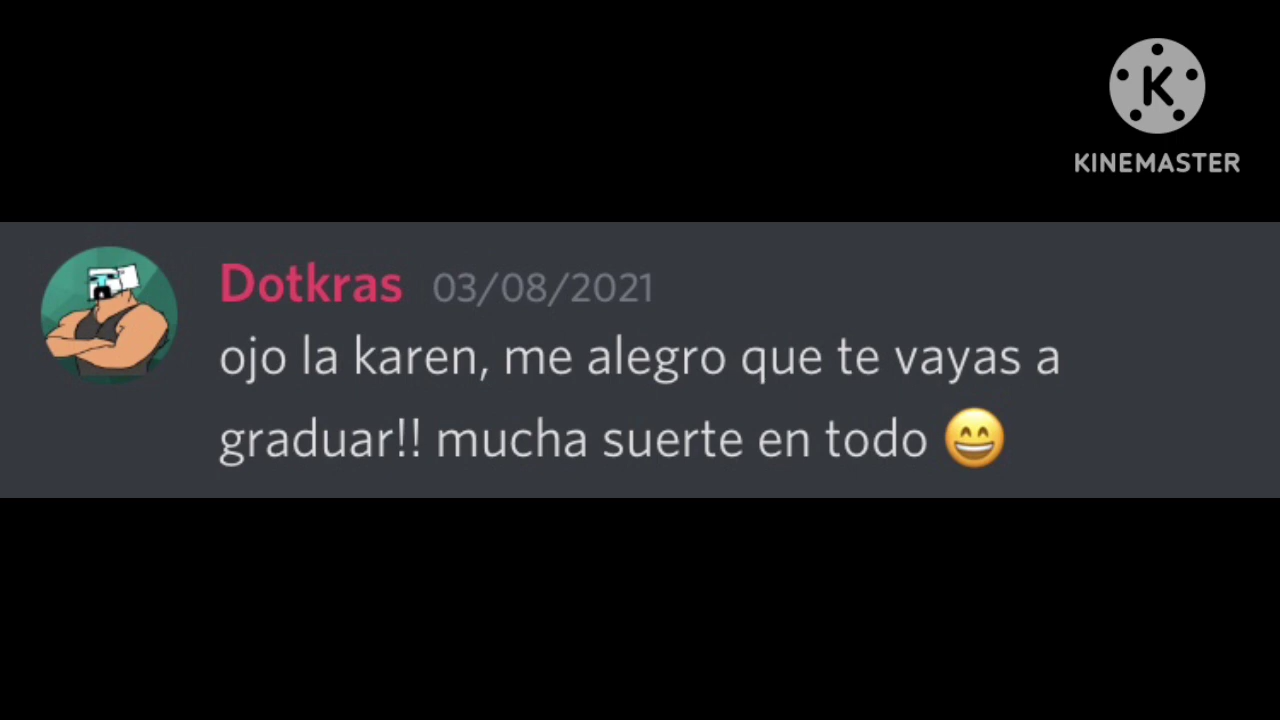 K
KINEMASTER
Dotkras 03/08/2021
ojo la karen, me alegro que te vayas a
graduar!! mucha suerte en todo 😄